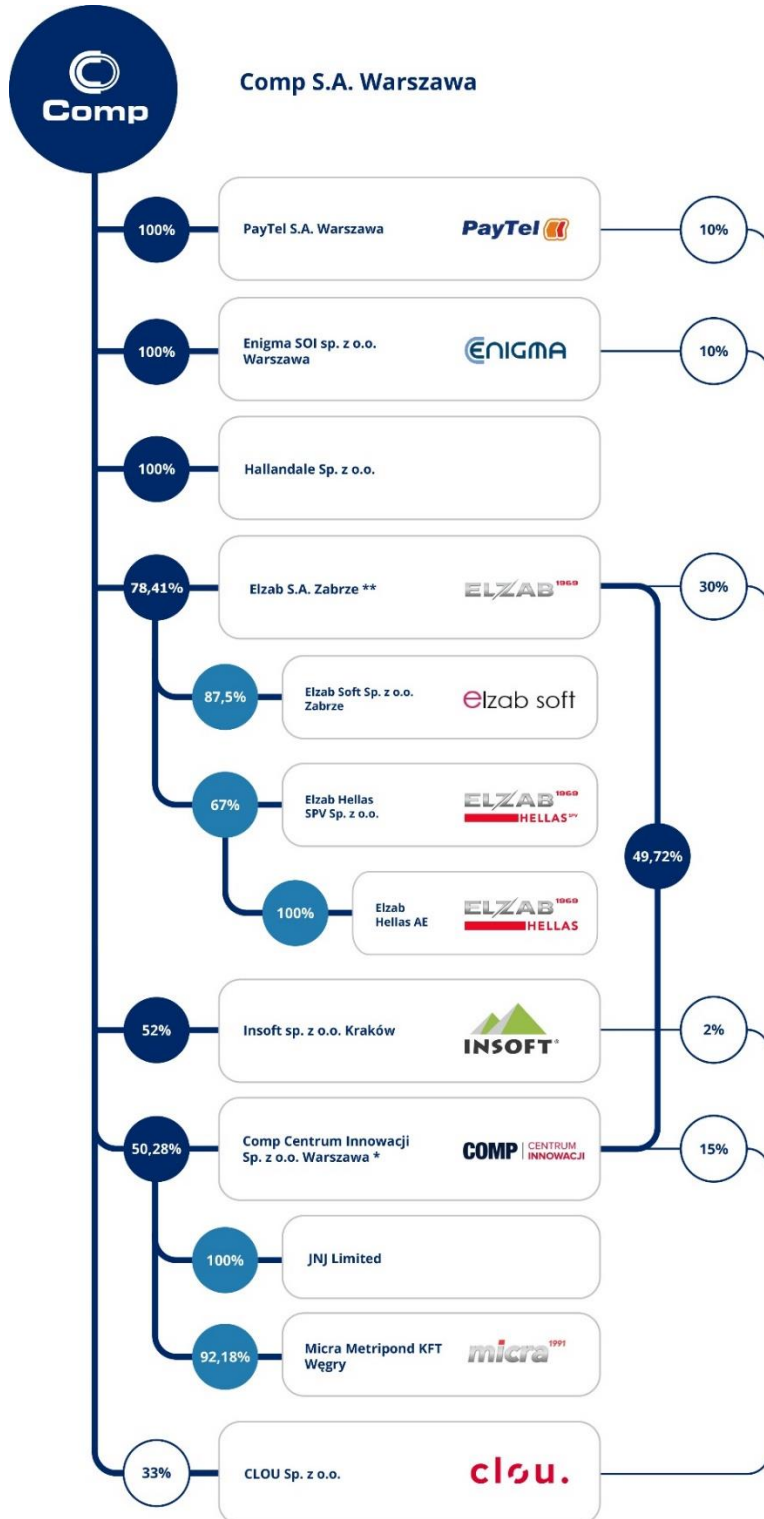 Comp
Comp S.A. Warszawa
100%
PayTel S.A. Warszawa
PayTel
10%
100%
Enigma SOI sp. z o.o.
Warszawa
ENIGMA
10%
100%
Hallandale Sp. z o.o.
78,41%
Elzab S.A. Zabrze **
ELZAB 1969
30%
87,5%
Elzab Soft Sp. z o.o.
Zabrze
elzab soft
67%
Elzab Hellas
SPV Sp. z o.o.
ELZAB 1969
HELLAS SPV
49,72%
100%
Elzab
Hellas AE
ELZAB 1969
HELLAS
52%
Insoft sp. z o.o. Kraków
INSOFT®
2%
50,28%
Comp Centrum Innowacji
Sp. z o.o. Warszawa *
COMP CENTRUM
INNOWACJI
15%
100%
JNJ Limited
92,18%
Micra Metripond KFT
Węgry
micra 1991
33%
CLOU Sp. z o.o.
clou.